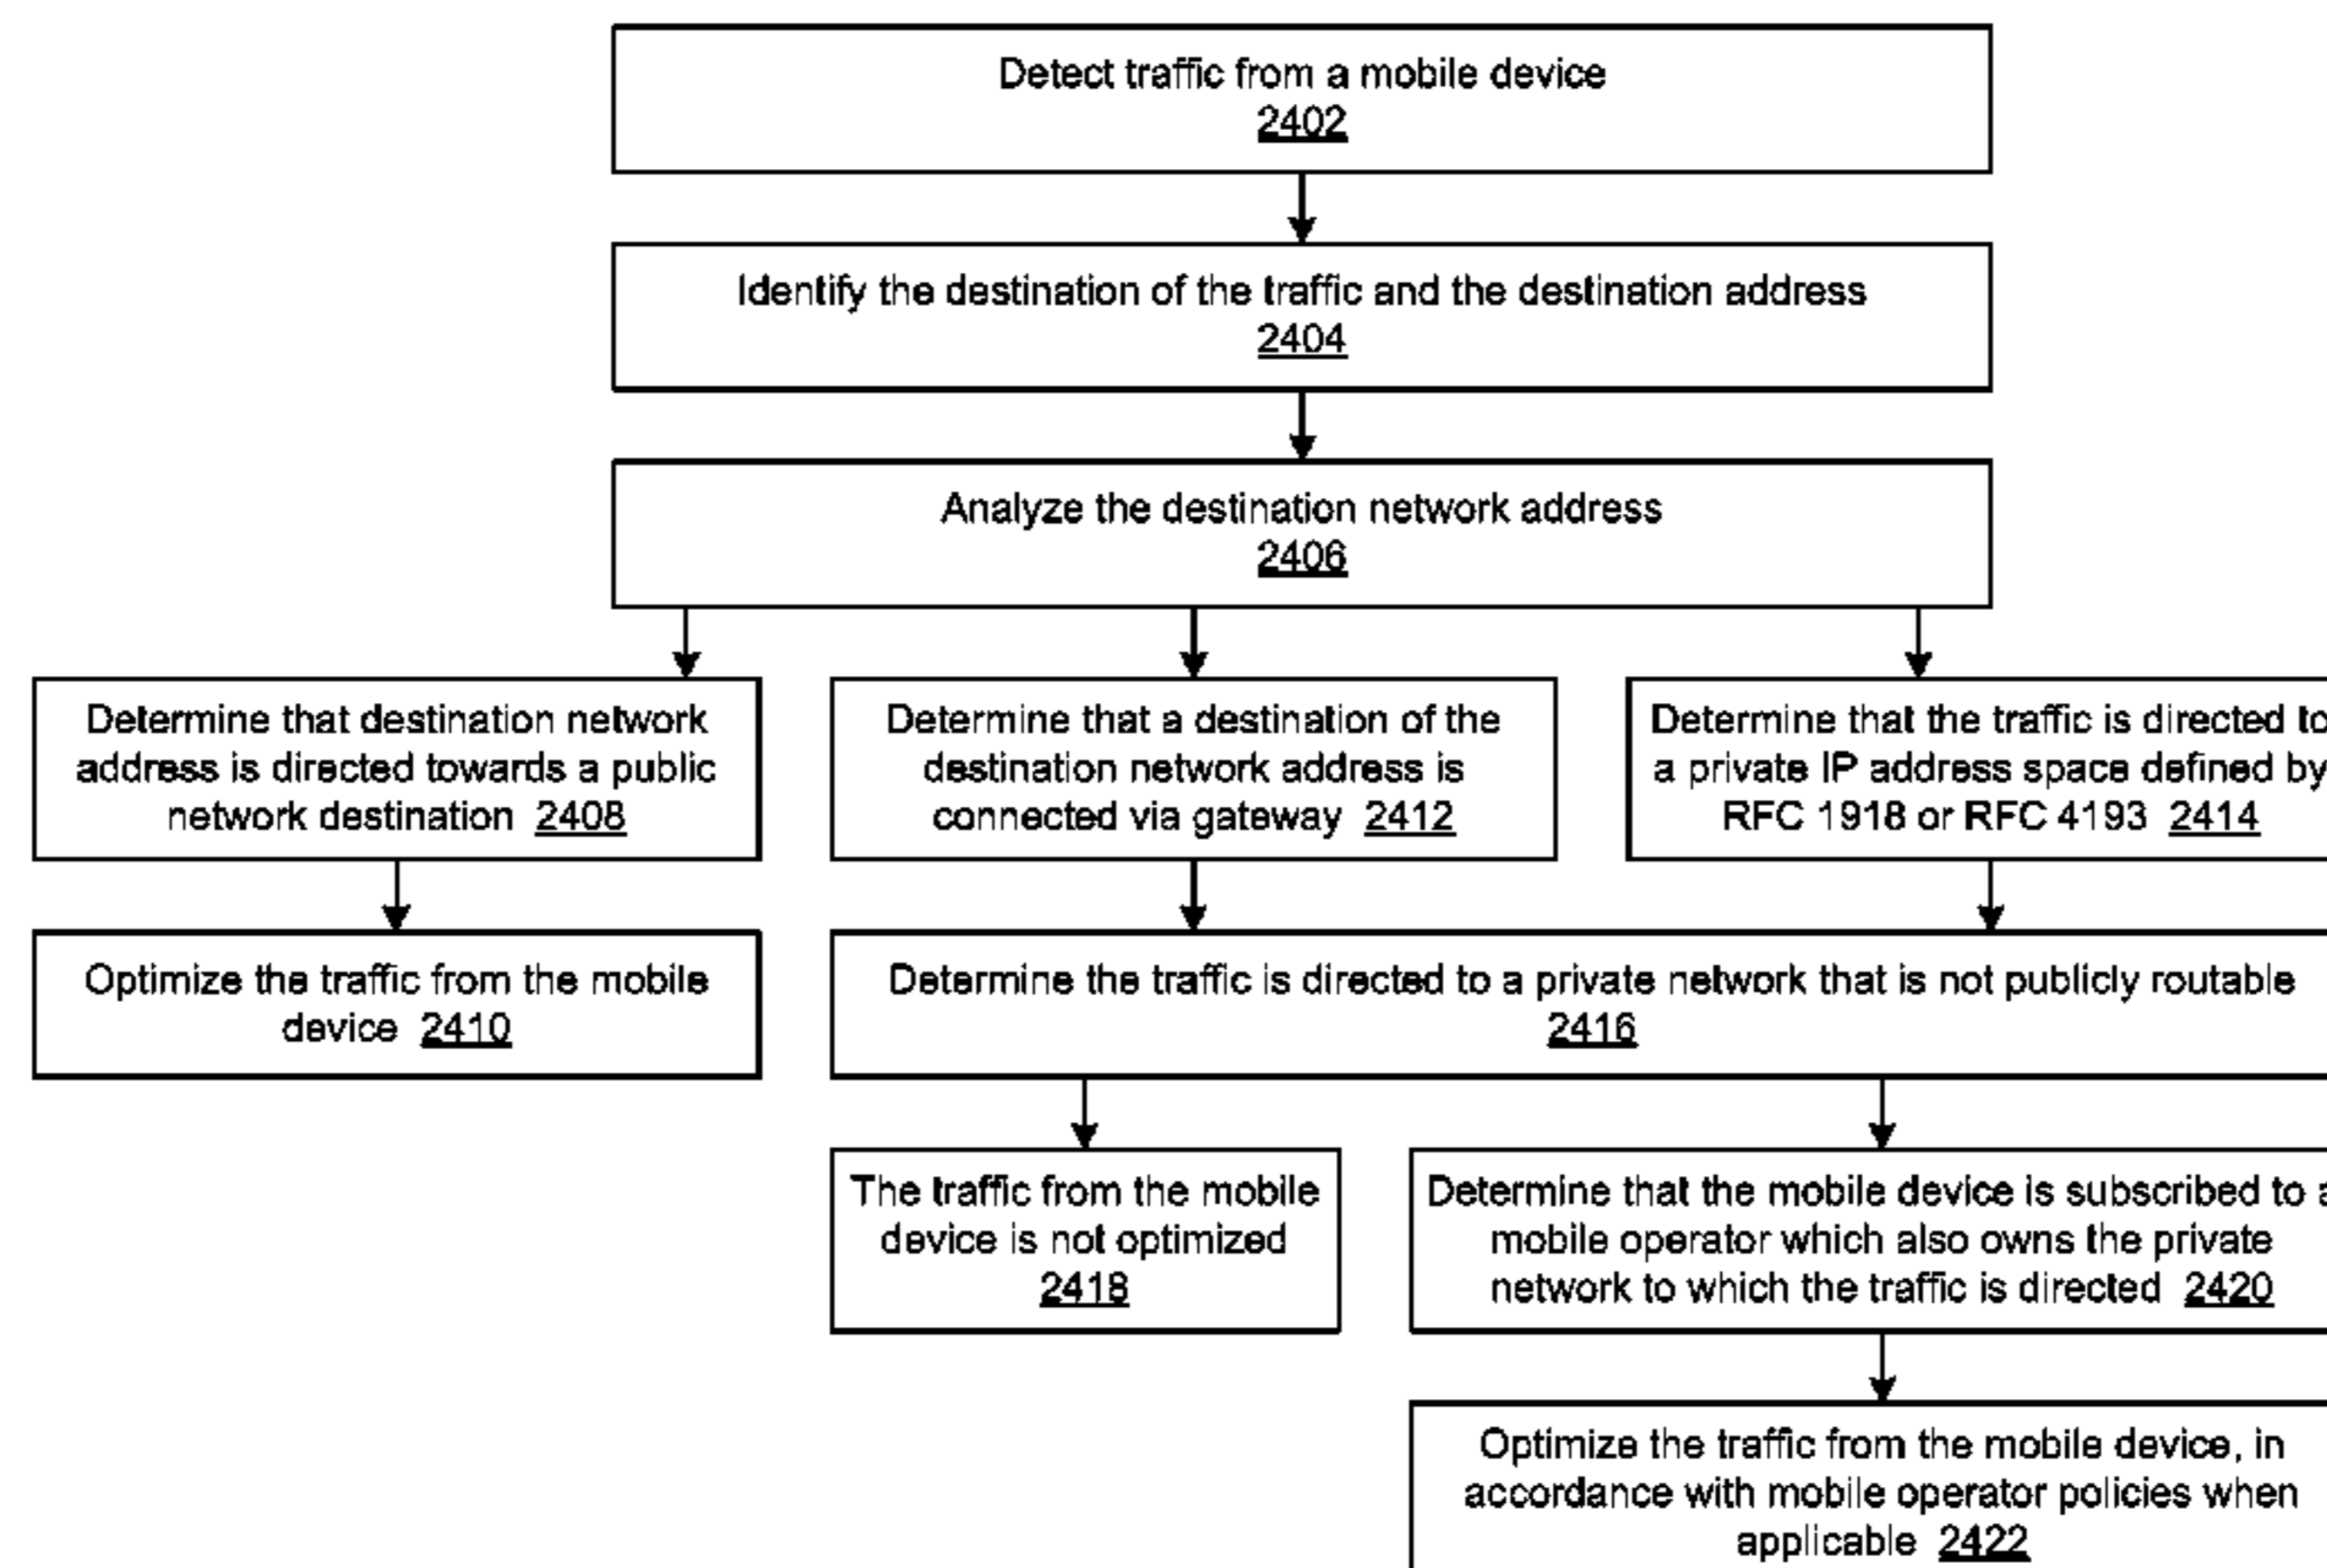 Detect traffic from a mobile device
2402
Identify the destination of the traffic and the destination address
2404
Analyze the destination network address
2406
Determine that destination network
address is directed towards a public
network destination 2408
Determine that a destination of the
destination network address is
connected via gateway 2412
Determine that the traffic is directed to
a private IP address space defined by
RFC 1918 or RFC 4193 2414
Optimize the traffic from the mobile
device 2410
Determine the traffic is directed to a private network that is not publicly routable
2416
The traffic from the mobile
device is not optimized
2418
Determine that the mobile device is subscribed to a
mobile operator which also owns the private
network to which the traffic is directed 2420
Optimize the traffic from the mobile device, in
accordance with mobile operator policies when
applicable 2422